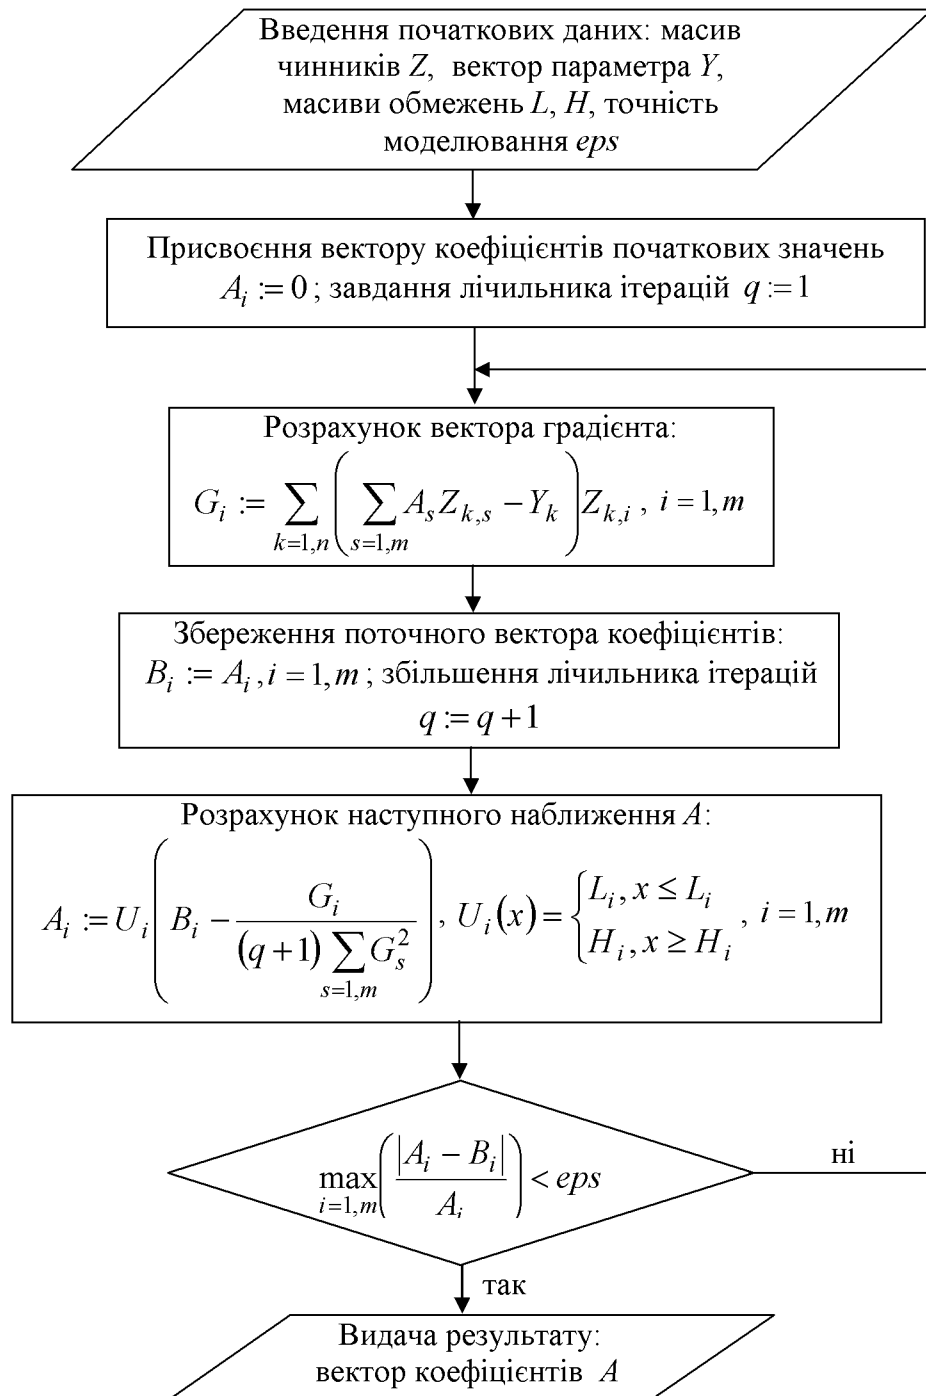 Введення початкових даних: масив
чинників Z, вектор параметра Y,
масиви обмежень L, H, точність
моделювання eps
Присвоєння вектору коефіцієнтів початкових значень
A_i := 0 ; завдання лічильника ітерацій q := 1
Розрахунок вектора градієнта:
G_i := ∑_{k=1,n} ( ∑_{s=1,m} A_s Z_{k,s} − Y_k ) Z_{k,i} , i = 1, m
Збереження поточного вектора коефіцієнтів:
B_i := A_i , i = 1, m ; збільшення лічильника ітерацій
q := q + 1
Розрахунок наступного наближення A:
A_i := U_i ( B_i − G_i / ( (q + 1) ∑_{s=1,m} G_s^2 ) ) , U_i(x) = { L_i , x ≤ L_i ; H_i , x ≥ H_i , i = 1, m
max_{i=1,m} ( |A_i − B_i| / A_i ) < eps
ні
так
Видача результату:
вектор коефіцієнтів A